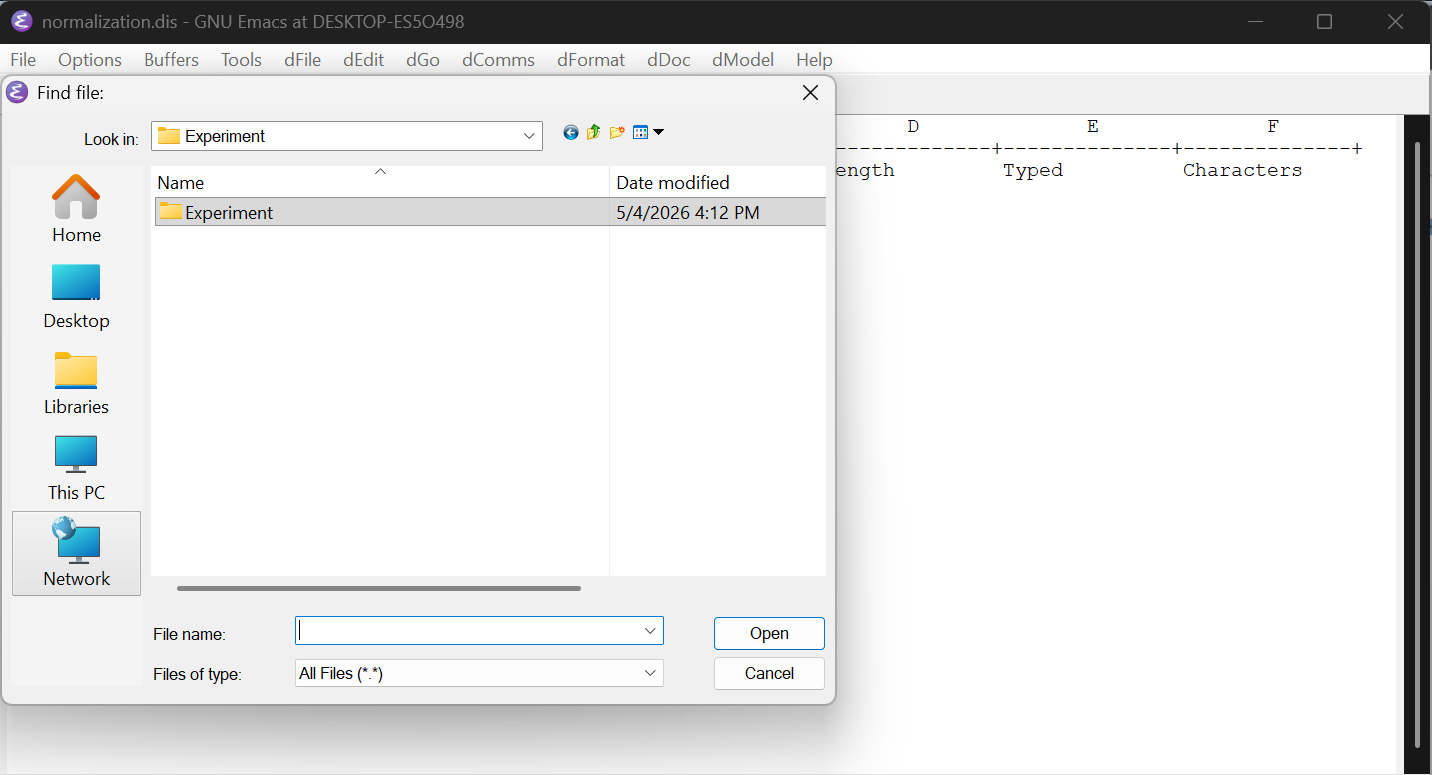 normalization.dis - GNU Emacs at DESKTOP-ES5O498
File Options Buffers Tools dFile dEdit dGo dComms dFormat dDoc dModel Help
Find file:
Look in: Experiment
Name Date modified
Experiment 5/4/2026 4:12 PM
Home
Desktop
Libraries
This PC
Network
File name: Open
Files of type: All Files (*.*) Cancel
D E F
-------------+--------------+--------------+
ength Typed Characters